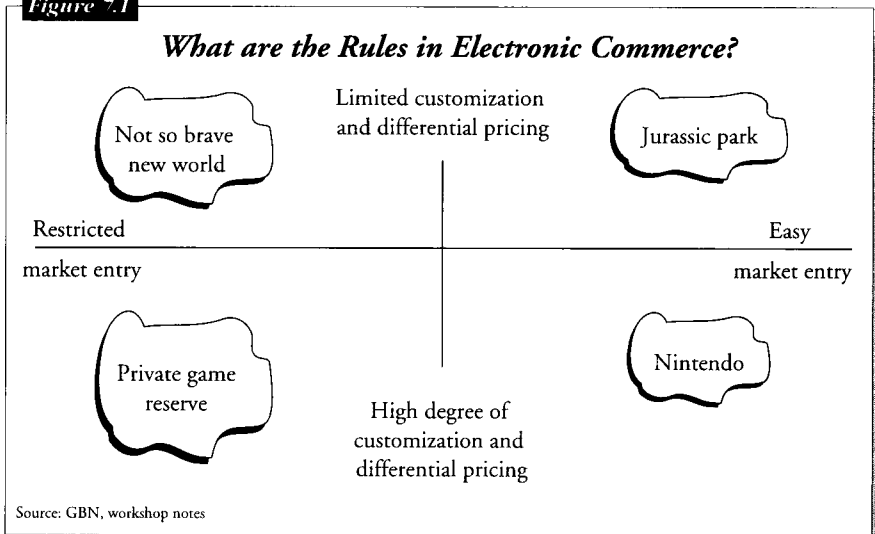 Figure 7.1
What are the Rules in Electronic Commerce?
Limited customization
and differential pricing
Not so brave
new world
Jurassic park
Restricted
market entry
Easy
market entry
Private game
reserve
Nintendo
High degree of
customization and
differential pricing
Source: GBN, workshop notes